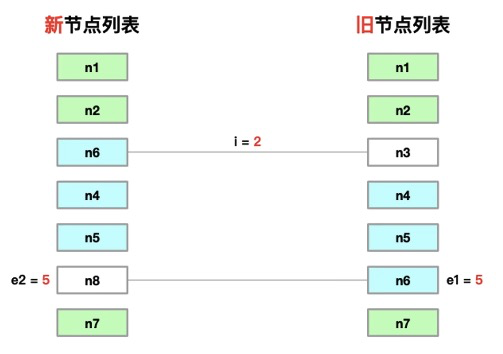 新节点列表 旧节点列表
n1 n1
n2 n2
n6 i = 2 n3
n4 n4
n5 n5
e2 = 5 n8 n6 e1 = 5
n7 n7